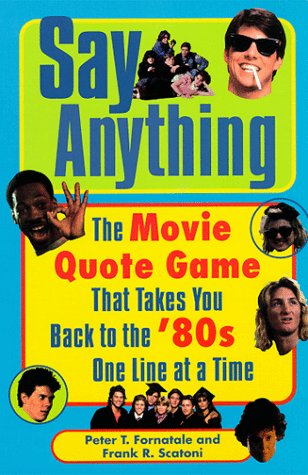 Say
Anything
The Movie
Quote Game
That Takes You
Back to the '80s
One Line at a Time
Peter T. Fornatale and
Frank R. Scatoni